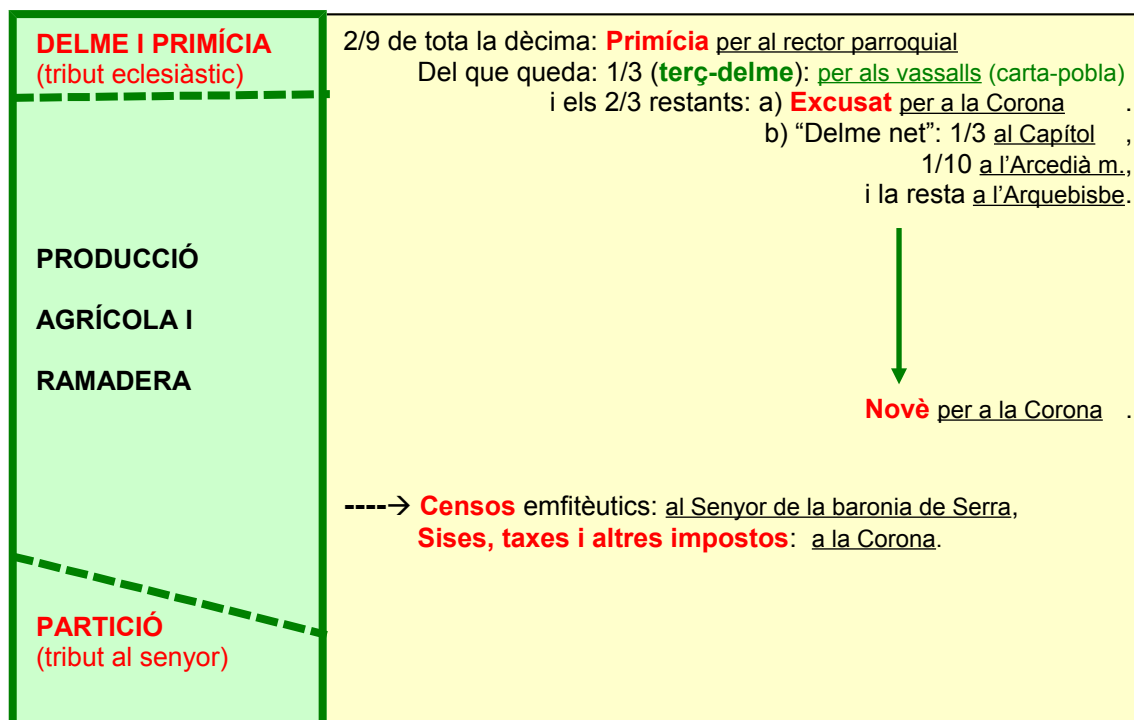 DELME I PRIMÍCIA
(tribut eclesiàstic)
2/9 de tota la dècima: Primícia per al rector parroquial
Del que queda: 1/3 (terç-delme): per als vassalls (carta-pobla)
i els 2/3 restants: a) Excusat per a la Corona .
b) “Delme net”: 1/3 al Capítol ,
1/10 a l’Arcedià m.,
i la resta a l’Arquebisbe.
PRODUCCIÓ
AGRÍCOLA I
RAMADERA
Novè per a la Corona .
----→ Censos emfitèutics: al Senyor de la baronia de Serra,
Sises, taxes i altres impostos: a la Corona.
PARTICIÓ
(tribut al senyor)